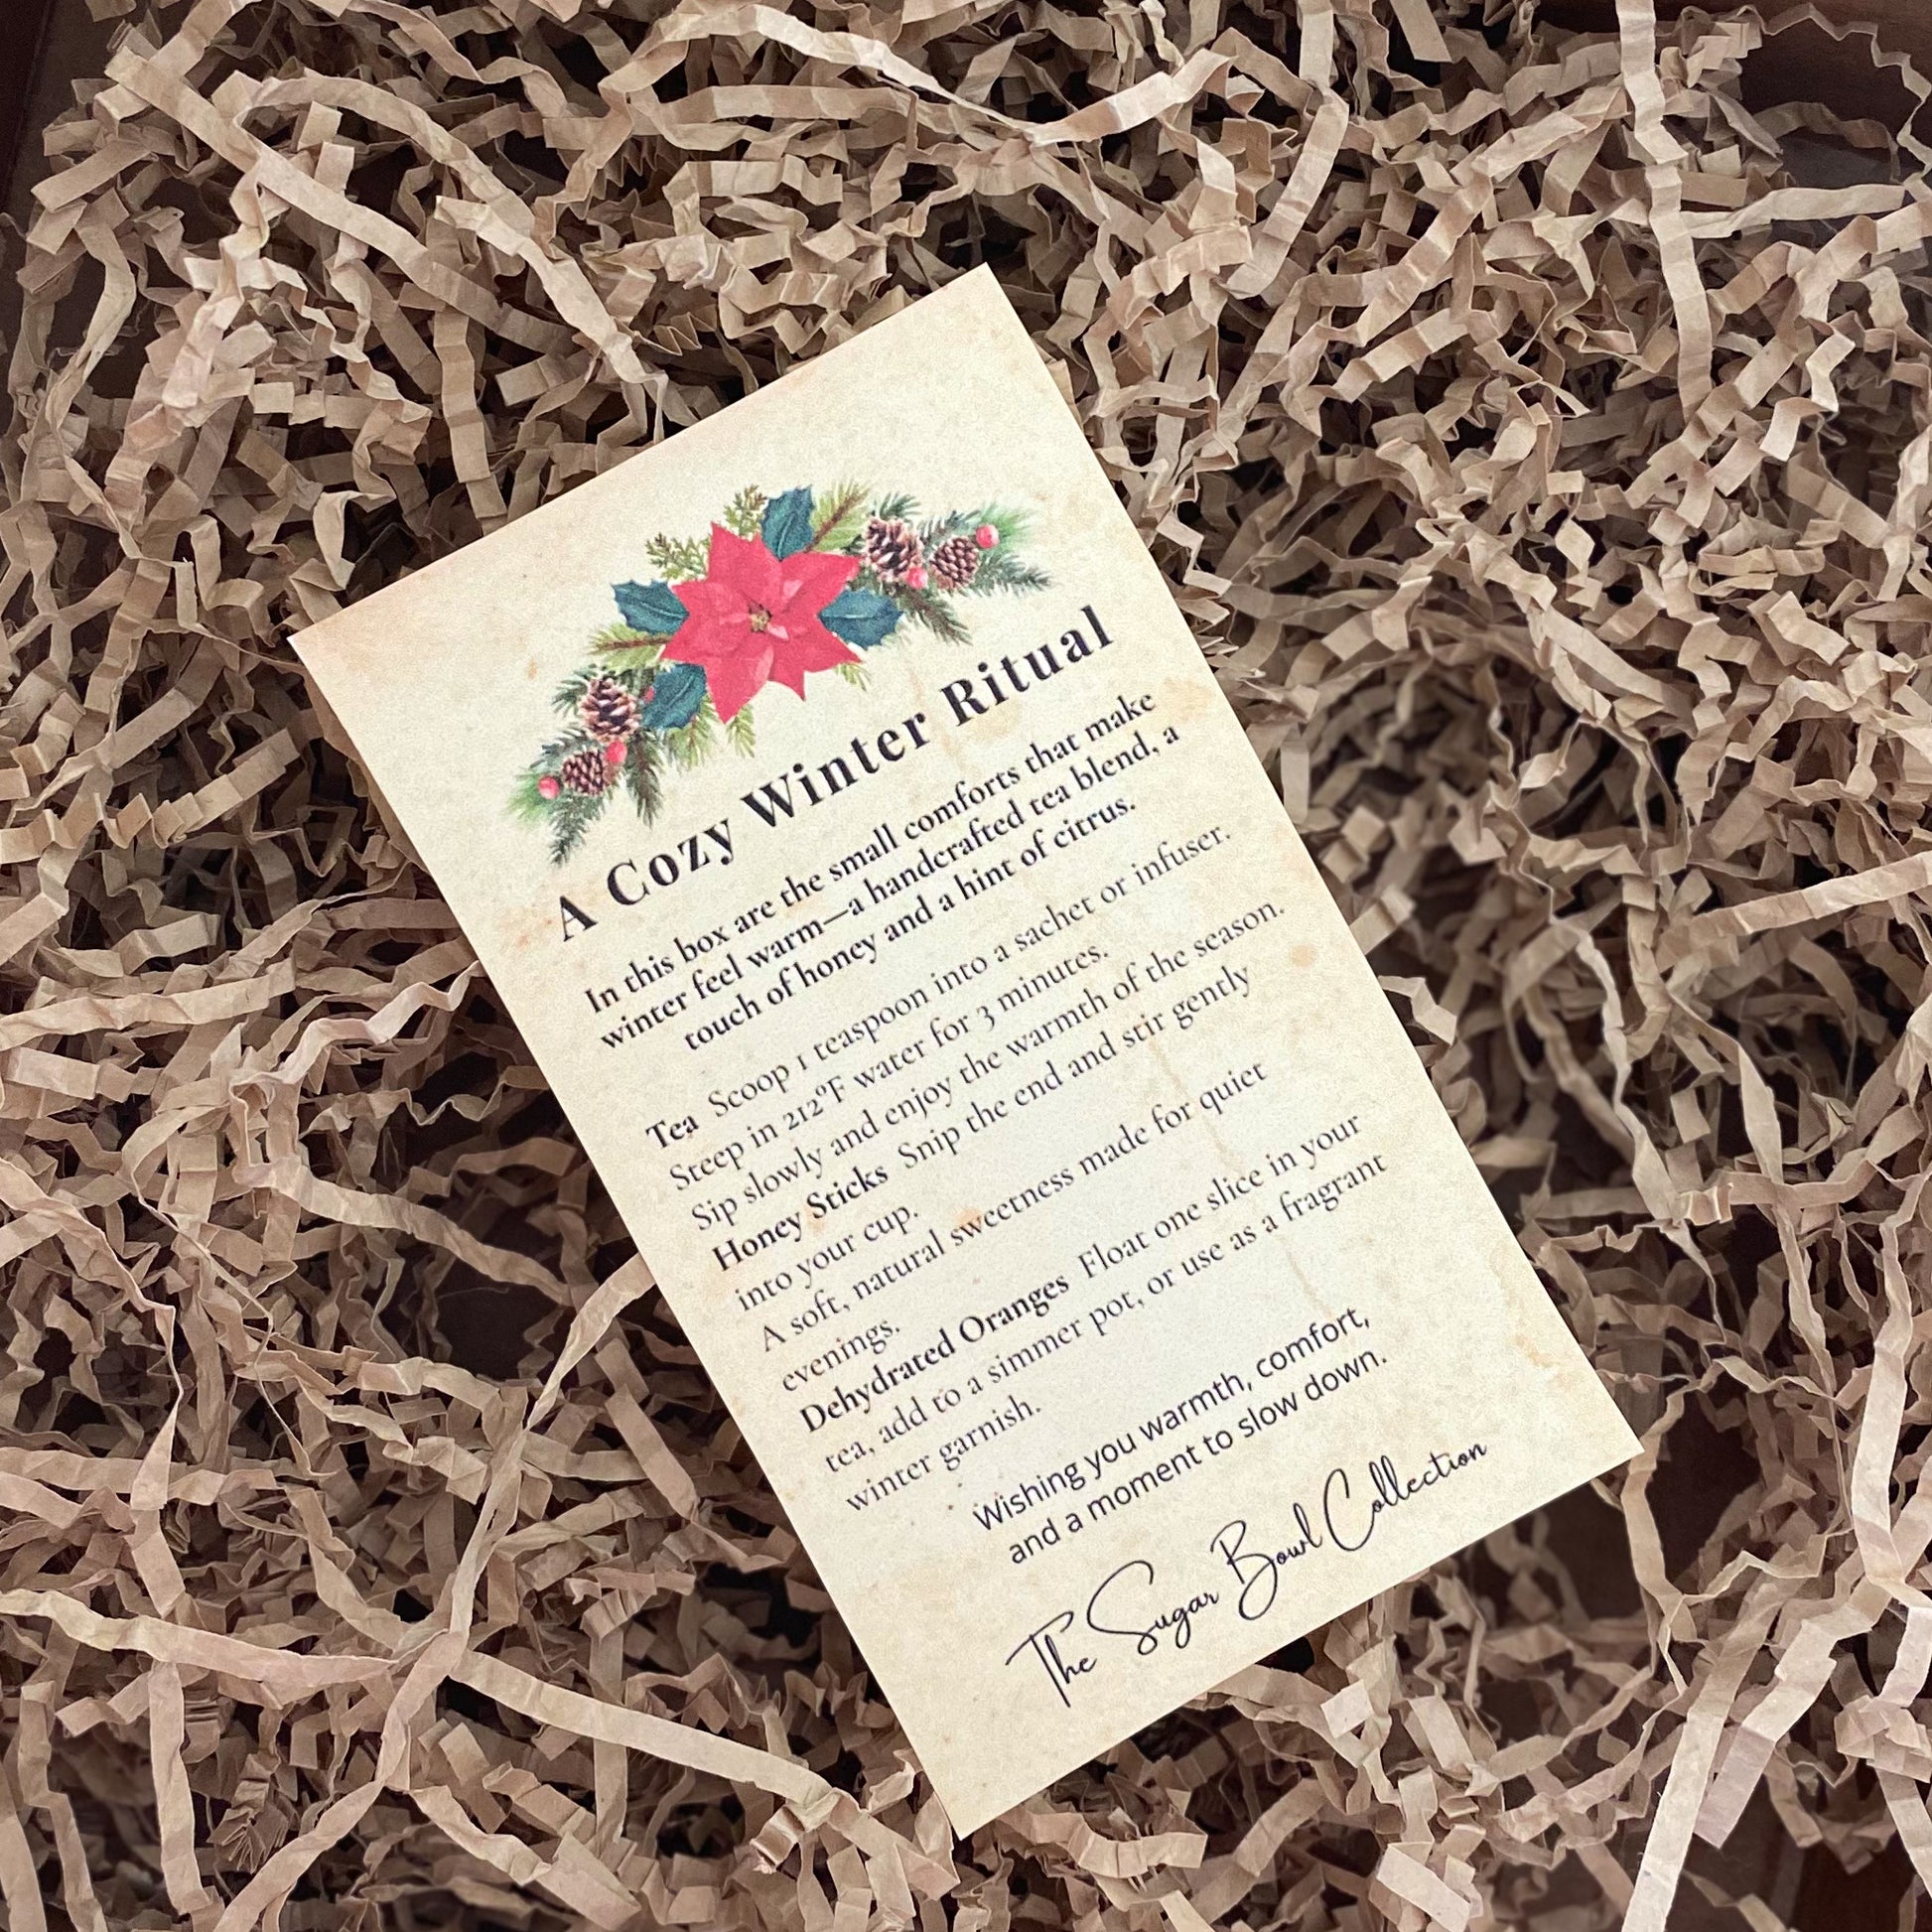 A Cozy Winter Ritual
In this box are the small comforts that make
winter feel warm—a handcrafted tea blend, a
touch of honey and a hint of citrus.
Tea Scoop 1 teaspoon into a sachet or infuser.
Steep in 212°F water for 3 minutes.
Sip slowly and enjoy the warmth of the season.
Honey Sticks Snip the end and stir gently
into your cup.
A soft, natural sweetness made for quiet
evenings.
Dehydrated Oranges Float one slice in your
tea, add to a simmer pot, or use as a fragrant
winter garnish.
Wishing you warmth, comfort,
and a moment to slow down.
The Sugar Bowl Collection